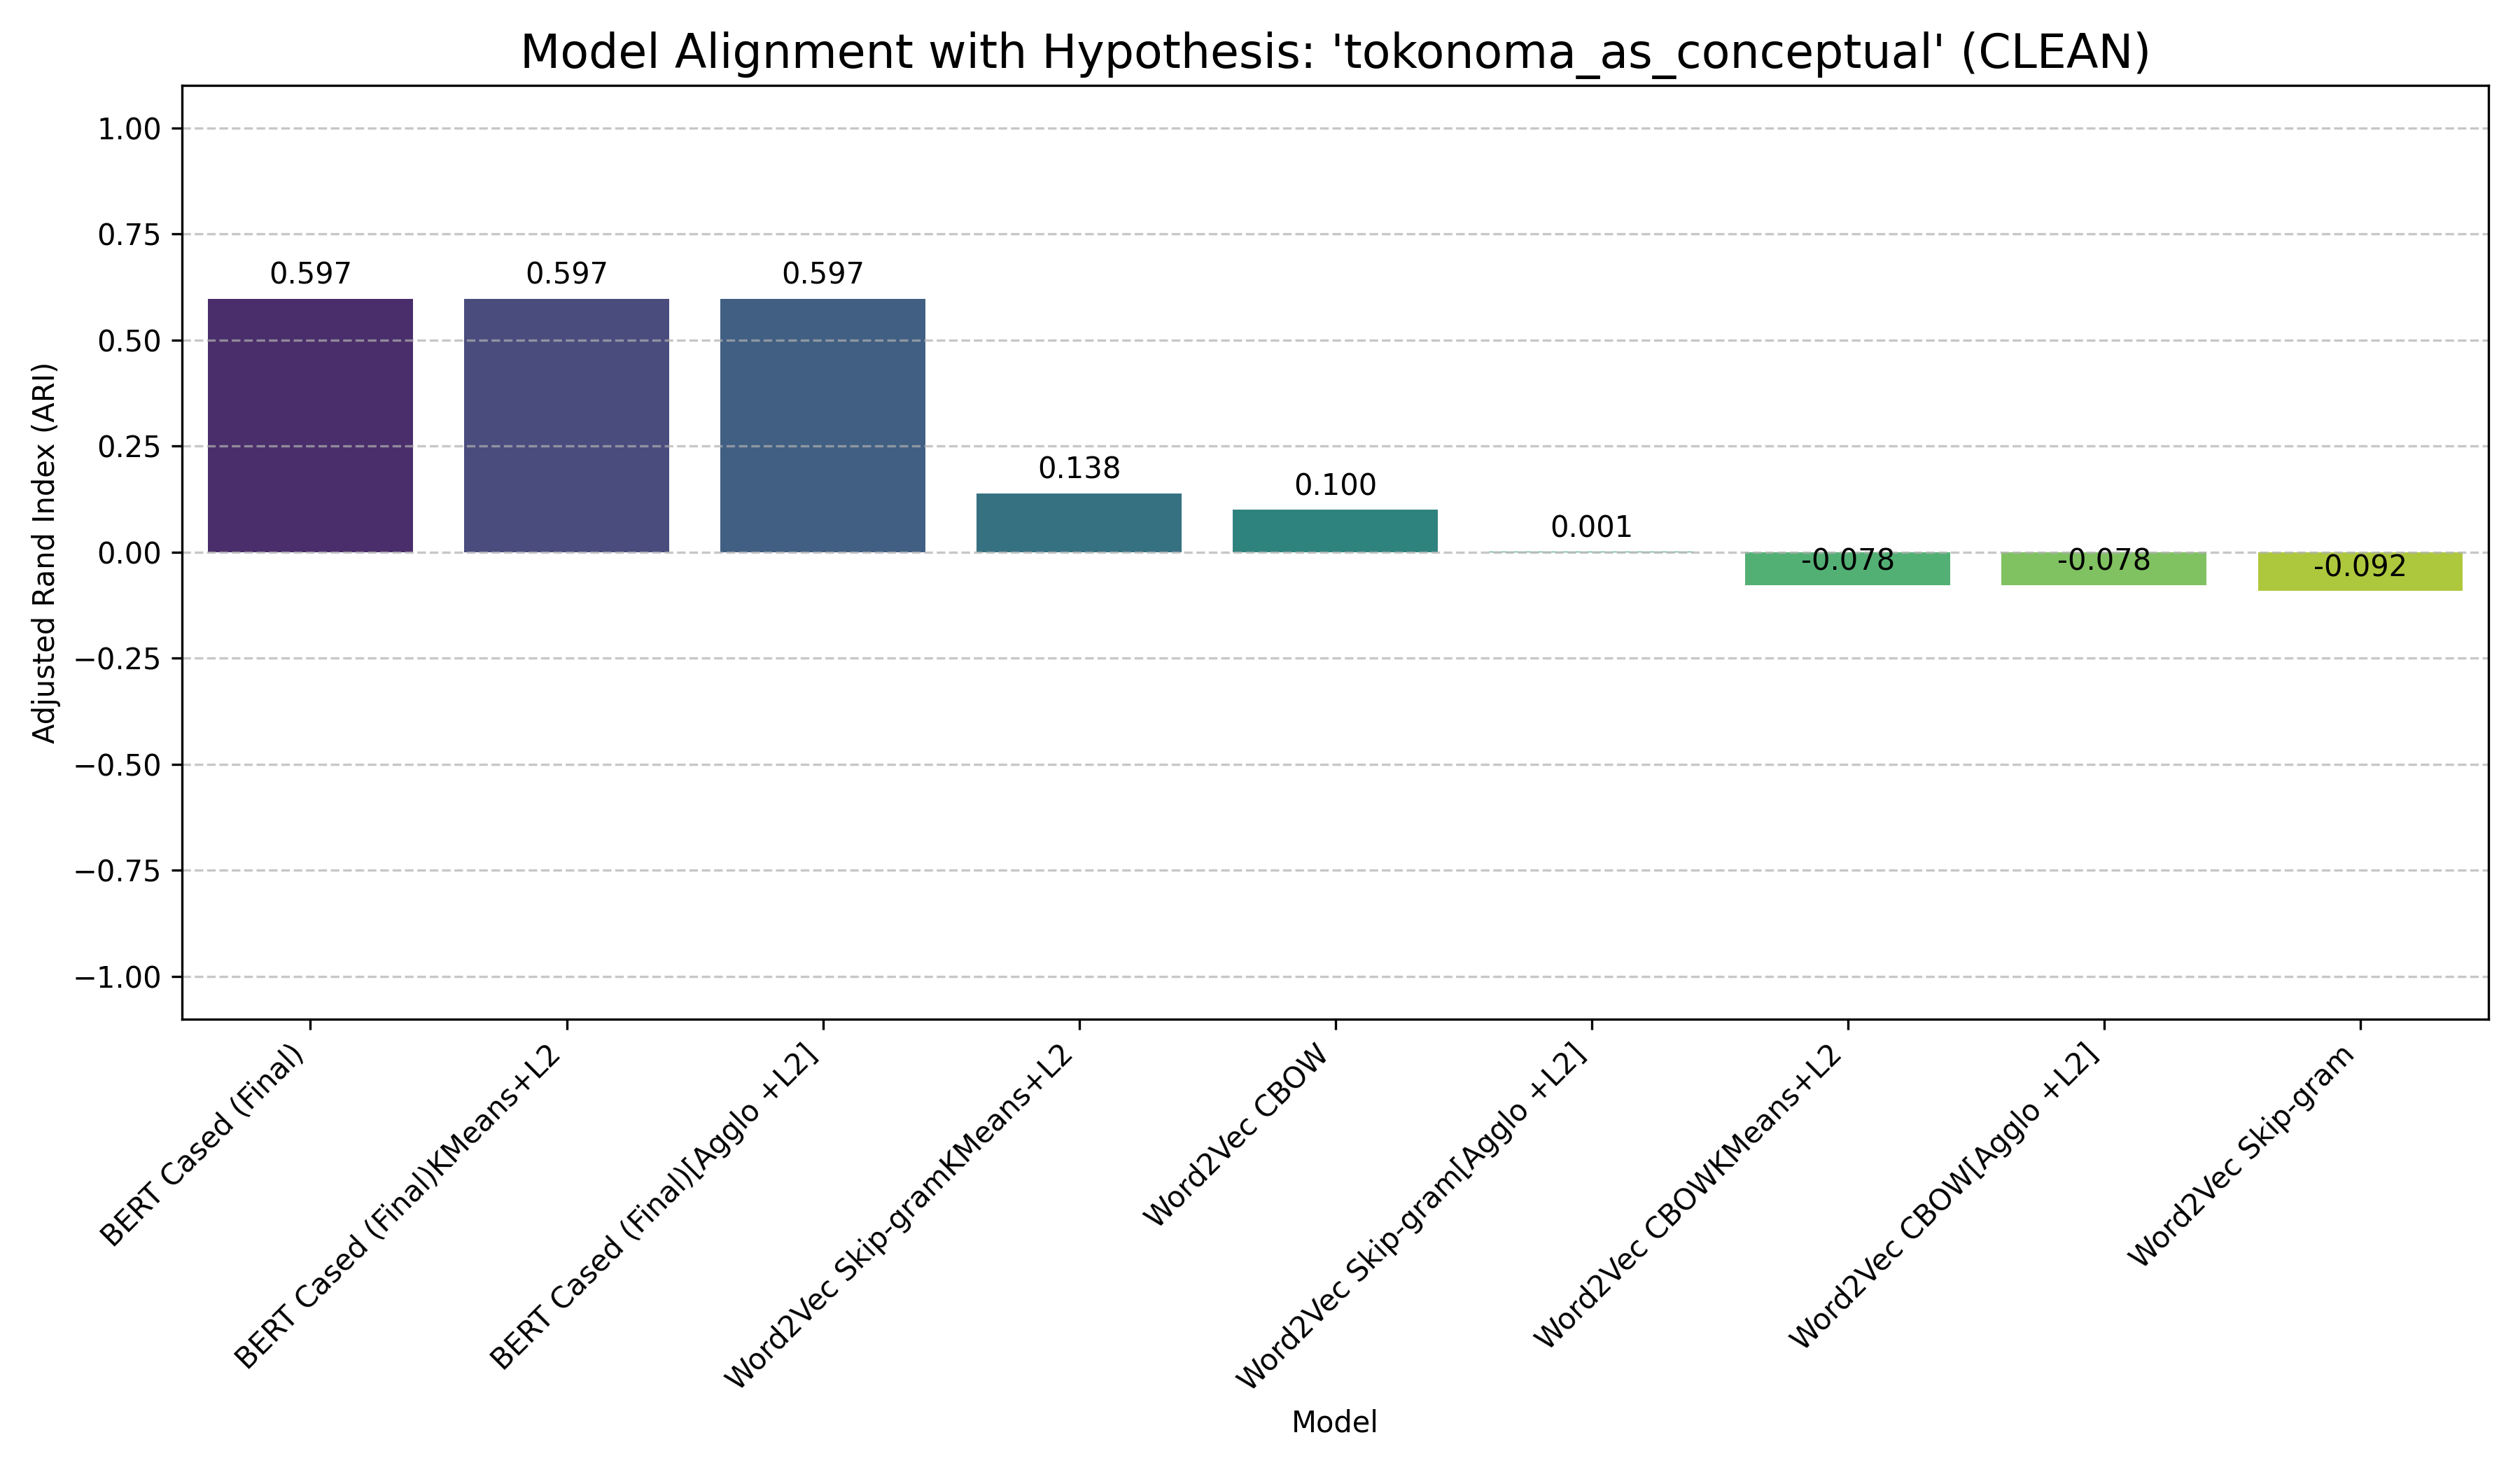 Model Alignment with Hypothesis: 'tokonoma_as_conceptual' (CLEAN)
Adjusted Rand Index (ARI)
1.00
0.75
0.50
0.25
0.00
−0.25
−0.50
−0.75
−1.00
0.597
0.597
0.597
0.138
0.100
0.001
-0.078
-0.078
-0.092
BERT Cased (Final)
BERT Cased (Final)KMeans+L2
BERT Cased (Final)[Agglo +L2]
Word2Vec Skip-gramKMeans+L2
Word2Vec CBOW
Word2Vec Skip-gram[Agglo +L2]
Word2Vec CBOWKMeans+L2
Word2Vec CBOW[Agglo +L2]
Word2Vec Skip-gram
Model